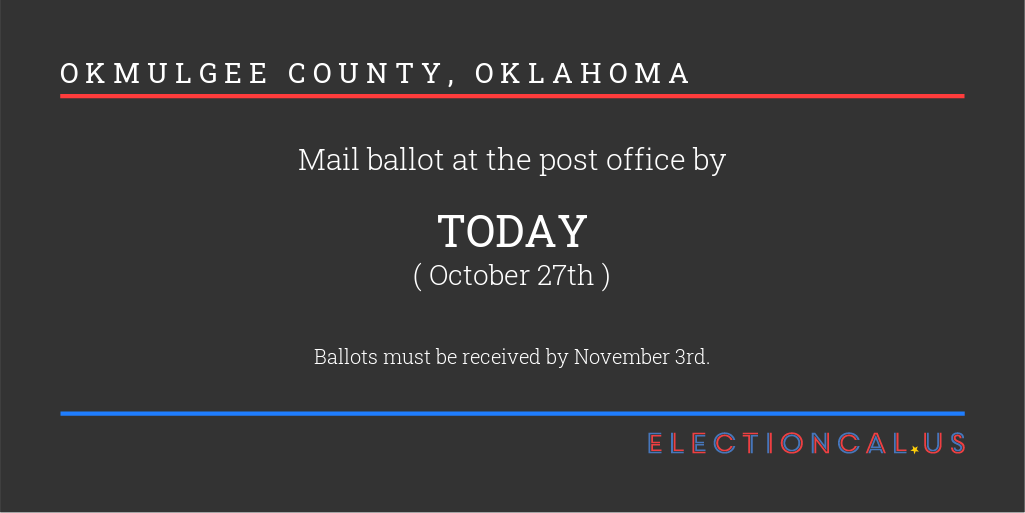 OKMULGEE COUNTY, OKLAHOMA
Mail ballot at the post office by
TODAY
( October 27th )
Ballots must be received by November 3rd.
ELECTIONCAL.US